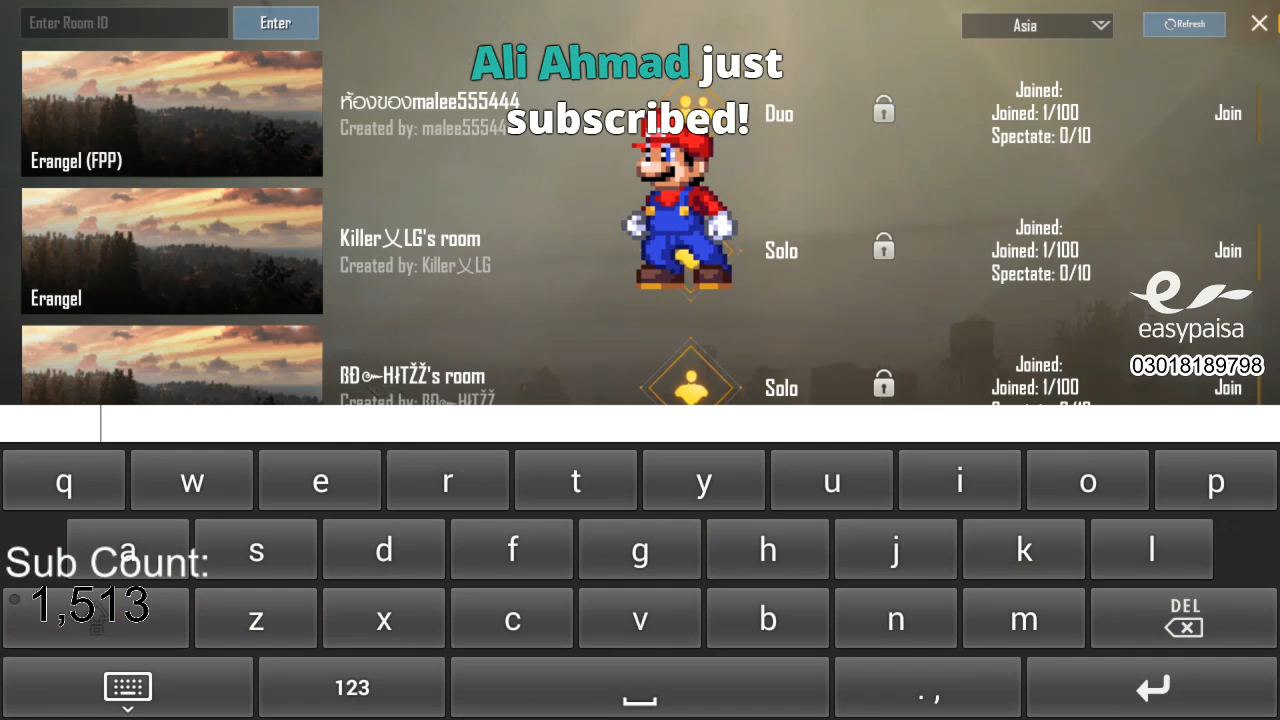 Enter Room ID
Enter
Asia
Refresh
Ali Ahmad just
subscribed!
Erangel (FPP)
ห้องของmalee555444
Created by: malee55544
Duo
Joined:
Joined: 1/100
Spectate: 0/10
Join
Erangel
Killer乂LG's room
Created by: Killer乂LG
Solo
Joined:
Joined: 1/100
Spectate: 0/10
Join
easypaisa
03018189798
Solo
Joined:
Joined: 1/100
Join
q w e r t y u i o p
a s d f g h j k l
Sub Count:
1,513
z x c v b n m DEL
123 . ,